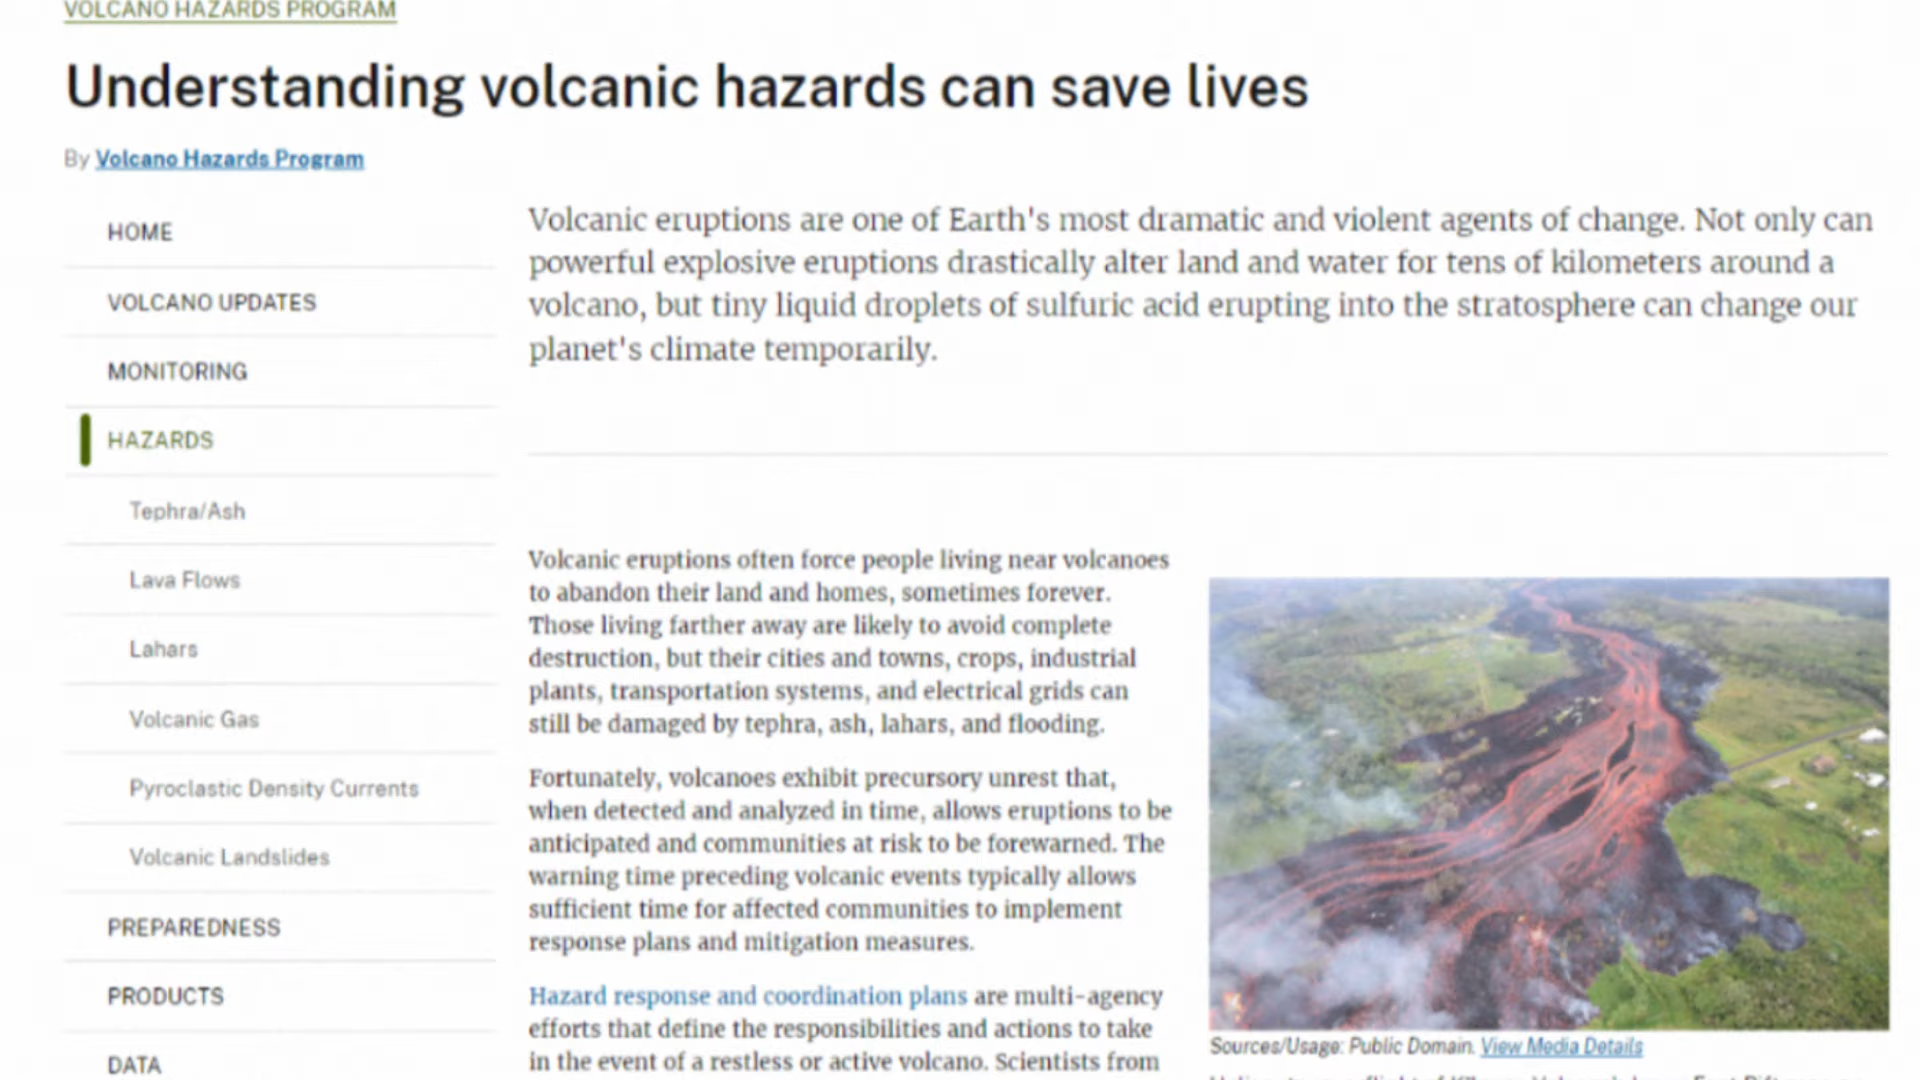 VOLCANO HAZARDS PROGRAM
Understanding volcanic hazards can save lives
By Volcano Hazards Program
HOME
VOLCANO UPDATES
MONITORING
HAZARDS
Tephra/Ash
Lava Flows
Lahars
Volcanic Gas
Pyroclastic Density Currents
Volcanic Landslides
PREPAREDNESS
PRODUCTS
DATA
Volcanic eruptions are one of Earth's most dramatic and violent agents of change. Not only can
powerful explosive eruptions drastically alter land and water for tens of kilometers around a
volcano, but tiny liquid droplets of sulfuric acid erupting into the stratosphere can change our
planet's climate temporarily.
Volcanic eruptions often force people living near volcanoes
to abandon their land and homes, sometimes forever.
Those living farther away are likely to avoid complete
destruction, but their cities and towns, crops, industrial
plants, transportation systems, and electrical grids can
still be damaged by tephra, ash, lahars, and flooding.
Fortunately, volcanoes exhibit precursory unrest that,
when detected and analyzed in time, allows eruptions to be
anticipated and communities at risk to be forewarned. The
warning time preceding volcanic events typically allows
sufficient time for affected communities to implement
response plans and mitigation measures.
Hazard response and coordination plans are multi-agency
efforts that define the responsibilities and actions to take
in the event of a restless or active volcano. Scientists from
Sources/Usage: Public Domain. View Media Details